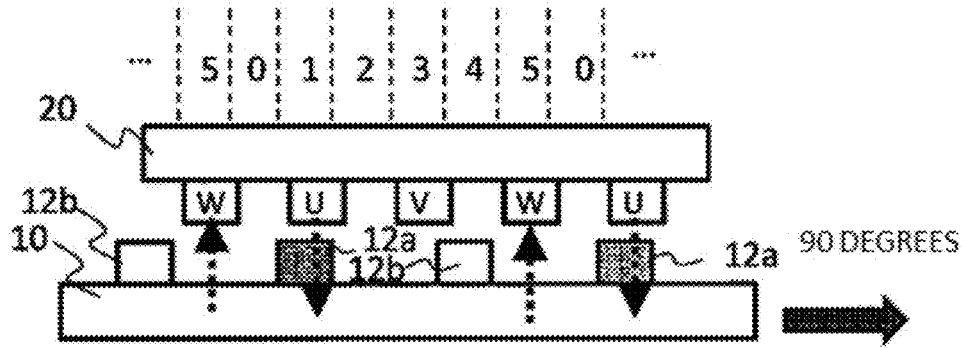 ... 5 0 1 2 3 4 5 0 ...
20
W U V W U
12b 12a 90 DEGREES
10 12b 12a